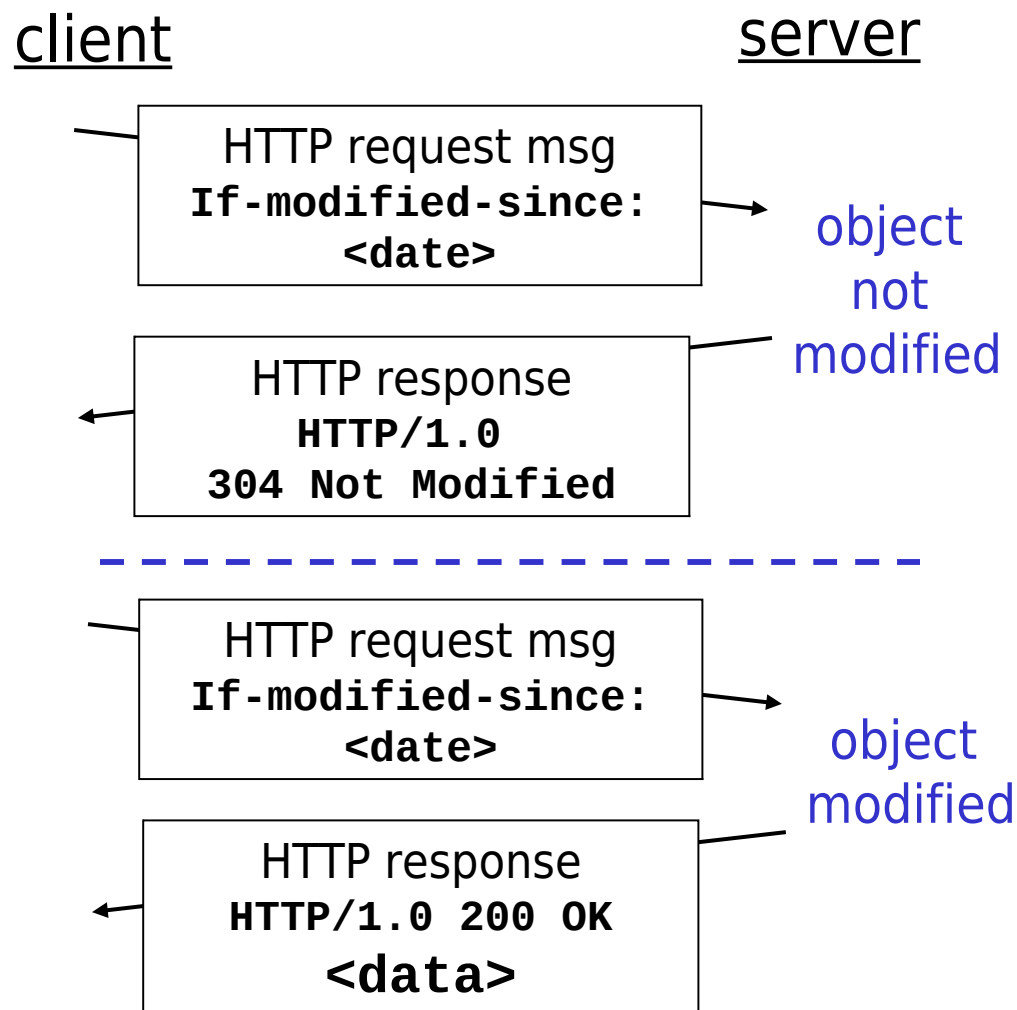 client
server
HTTP request msg
If-modified-since:
<date>
object
not
modified
HTTP response
HTTP/1.0
304 Not Modified
HTTP request msg
If-modified-since:
<date>
object
modified
HTTP response
HTTP/1.0 200 OK
<data>